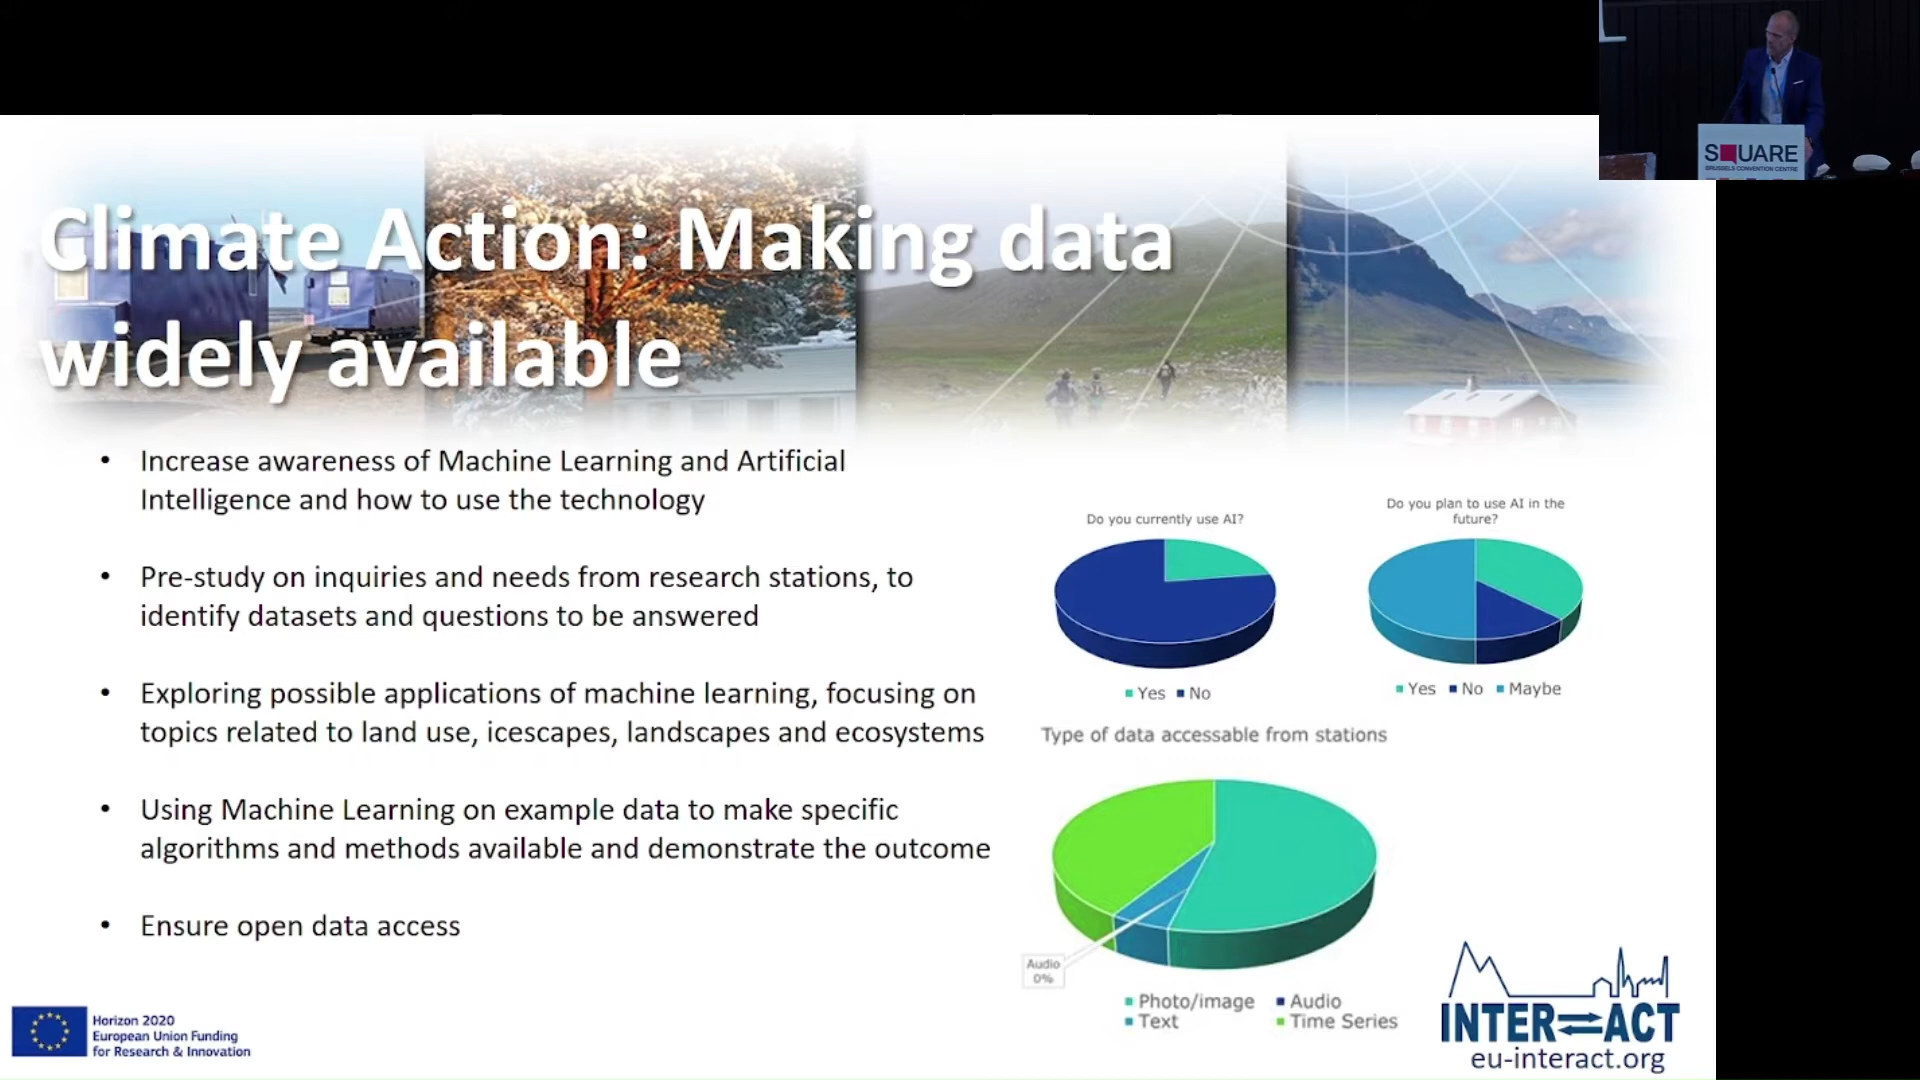 SQUARE
BRUSSELS CONVENTION CENTRE
Climate Action: Making data
widely available
• Increase awareness of Machine Learning and Artificial
Intelligence and how to use the technology
• Pre-study on inquiries and needs from research stations, to
identify datasets and questions to be answered
• Exploring possible applications of machine learning, focusing on
topics related to land use, icescapes, landscapes and ecosystems
• Using Machine Learning on example data to make specific
algorithms and methods available and demonstrate the outcome
• Ensure open data access
Do you currently use AI?
Yes No
Do you plan to use AI in the
future?
Yes No Maybe
Type of data accessable from stations
Audio
0%
Photo/image Audio
Text Time Series
Horizon 2020
European Union Funding
for Research & Innovation
INTERACT
eu-interact.org